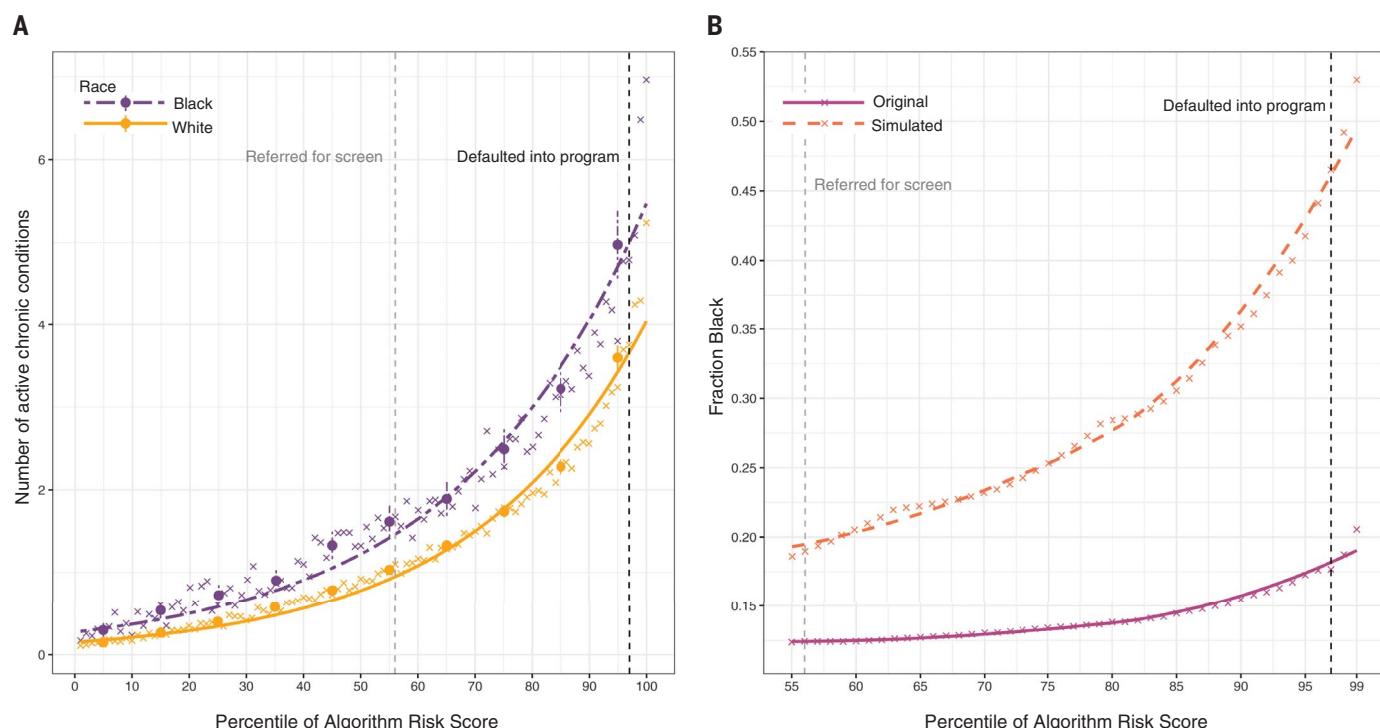 A
Race
Black
White
Referred for screen
Defaulted into program
Number of active chronic conditions
6
4
2
0
0
10
20
30
40
50
60
70
80
90
100
Percentile of Algorithm Risk Score
B
Original
Simulated
Defaulted into program
Referred for screen
Fraction Black
0.55
0.50
0.45
0.40
0.35
0.30
0.25
0.20
0.15
55
60
65
70
75
80
85
90
95
99
Percentile of Algorithm Risk Score